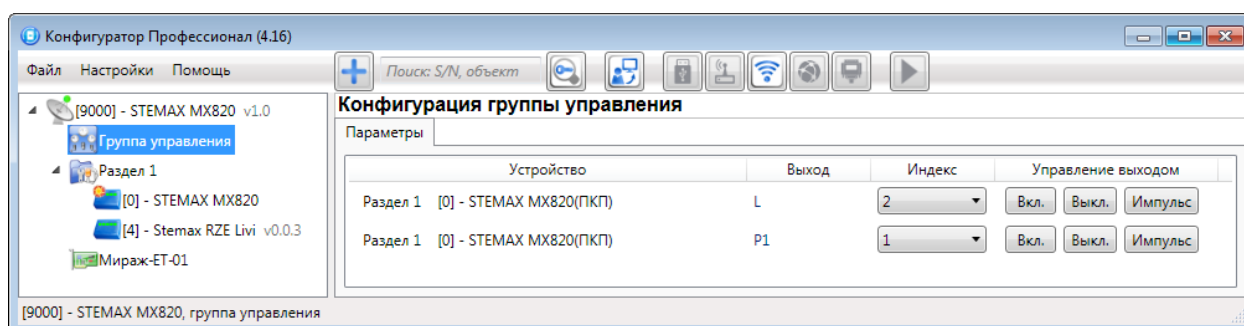 Конфигуратор Профессионал (4.16)
Файл Настройки Помощь
Поиск: S/N, объект
[9000] - STEMAX MX820 v1.0
Группа управления
Раздел 1
[0] - STEMAX MX820
[4] - Stemax RZE Livi v0.0.3
Мираж-ET-01
Конфигурация группы управления
Параметры
Устройство Выход Индекс Управление выходом
Раздел 1 [0] - STEMAX MX820(ПКП) L 2 Вкл. Выкл. Импульс
Раздел 1 [0] - STEMAX MX820(ПКП) P1 1 Вкл. Выкл. Импульс
[9000] - STEMAX MX820, группа управления